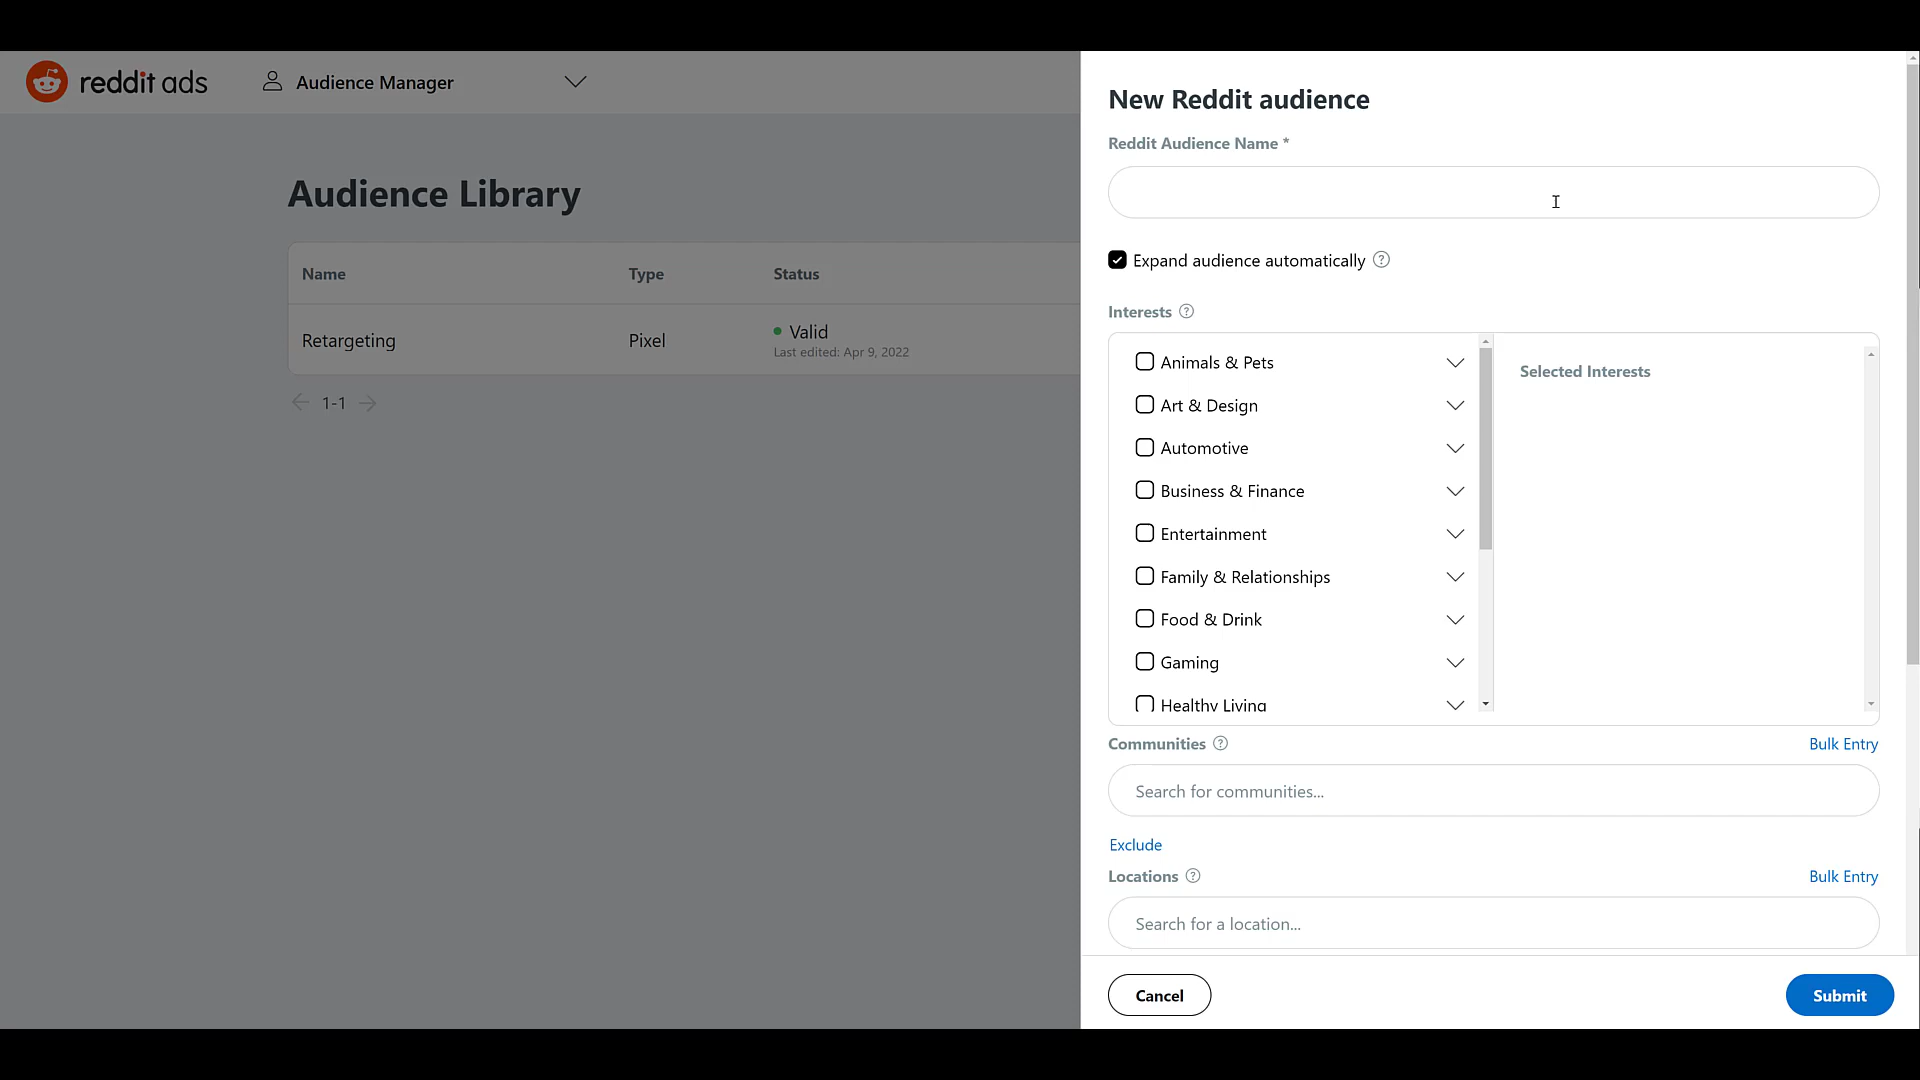 reddit ads
Audience Manager
Audience Library
Name Type Status
Retargeting Pixel Valid
Last edited: Apr 9, 2022
1-1
New Reddit audience
Reddit Audience Name *
Expand audience automatically ?
Interests ?
Animals & Pets
Art & Design
Automotive
Business & Finance
Entertainment
Family & Relationships
Food & Drink
Gaming
Healthy Living
Selected Interests
Communities ? Bulk Entry
Search for communities...
Exclude
Locations ? Bulk Entry
Search for a location...
Cancel Submit